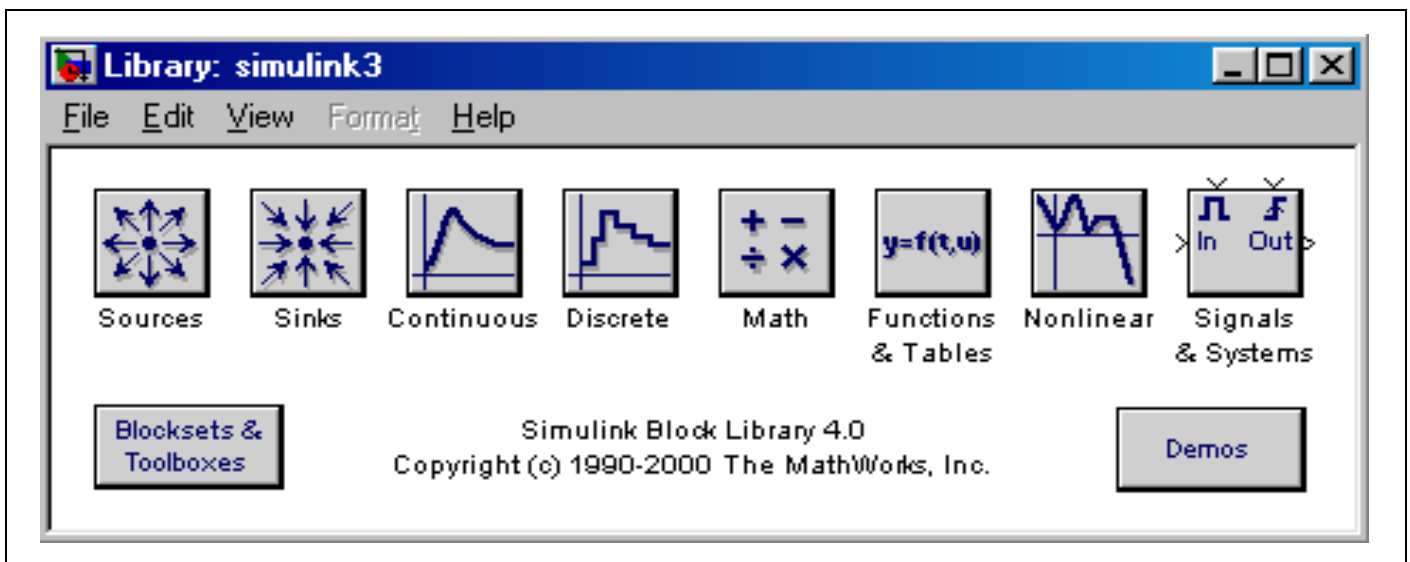 Library: simulink3
File Edit View Format Help
+ −
÷ ×
y=f(t,u)
In Out
Sources Sinks Continuous Discrete Math Functions & Tables Nonlinear Signals & Systems
Blocksets &
Toolboxes
Simulink Block Library 4.0
Copyright (c) 1990-2000 The MathWorks, Inc.
Demos